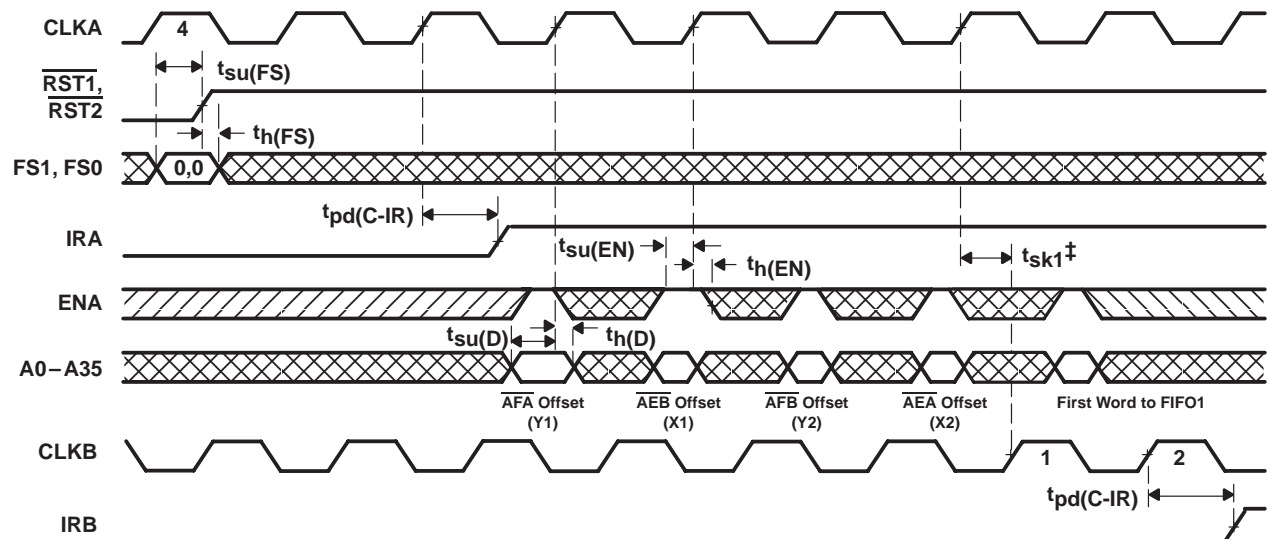 CLKA
4
tsu(FS)
RST1,
RST2
th(FS)
FS1, FS0
0,0
tpd(C-IR)
IRA
tsu(EN)
th(EN)
tsk1‡
ENA
tsu(D)
th(D)
A0–A35
AFA Offset
(Y1)
AEB Offset
(X1)
AFB Offset
(Y2)
AEA Offset
(X2)
First Word to FIFO1
CLKB
1
2
tpd(C-IR)
IRB